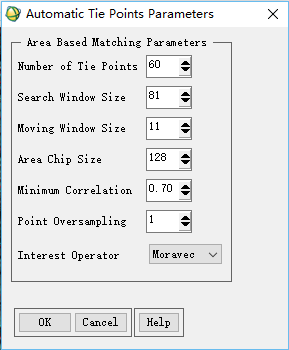 Automatic Tie Points Parameters
Area Based Matching Parameters
Number of Tie Points 60
Search Window Size 81
Moving Window Size 11
Area Chip Size 128
Minimum Correlation 0.70
Point Oversampling 1
Interest Operator Moravec
OK Cancel Help